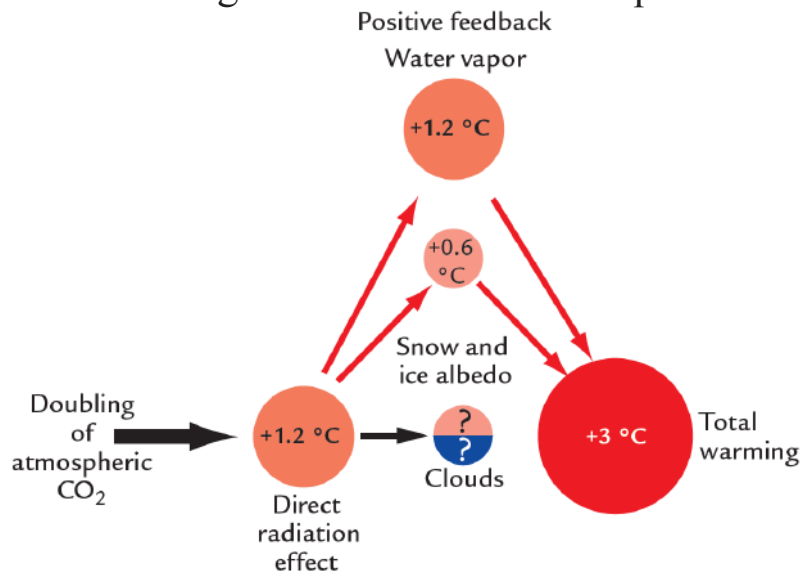 Positive feedback
Water vapor
+1.2 °C
+0.6
°C
Snow and
ice albedo
Doubling
of
atmospheric
CO2
+1.2 °C
Direct
radiation
effect
?
?
Clouds
+3 °C
Total
warming